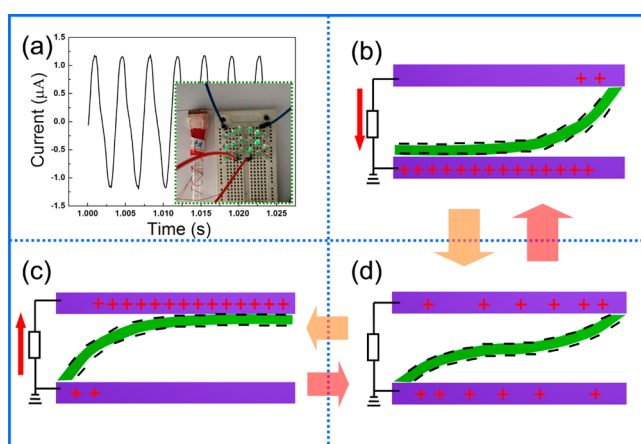 (a)
1.5
1.0
0.5
0.0
-0.5
-1.0
-1.5
Current (μA)
1.000 1.005 1.010 1.015 1.020 1.025
Time (s)
(b)
+ +
+ + + + + + + + + + + + + +
(c)
+ + + + + + + + + + + + + +
+ +
(d)
+ + + + + +
+ + + + + +